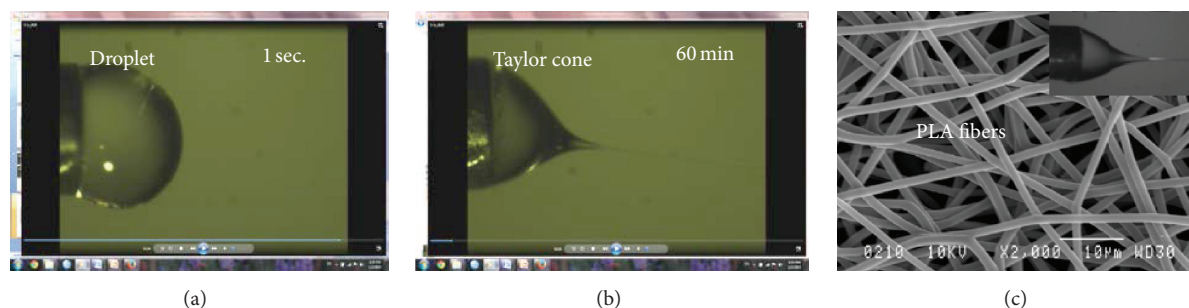 Droplet
1 sec.
Taylor cone
60 min
PLA fibers
0210 10KV X2,000 10µm WD30
(a)
(b)
(c)